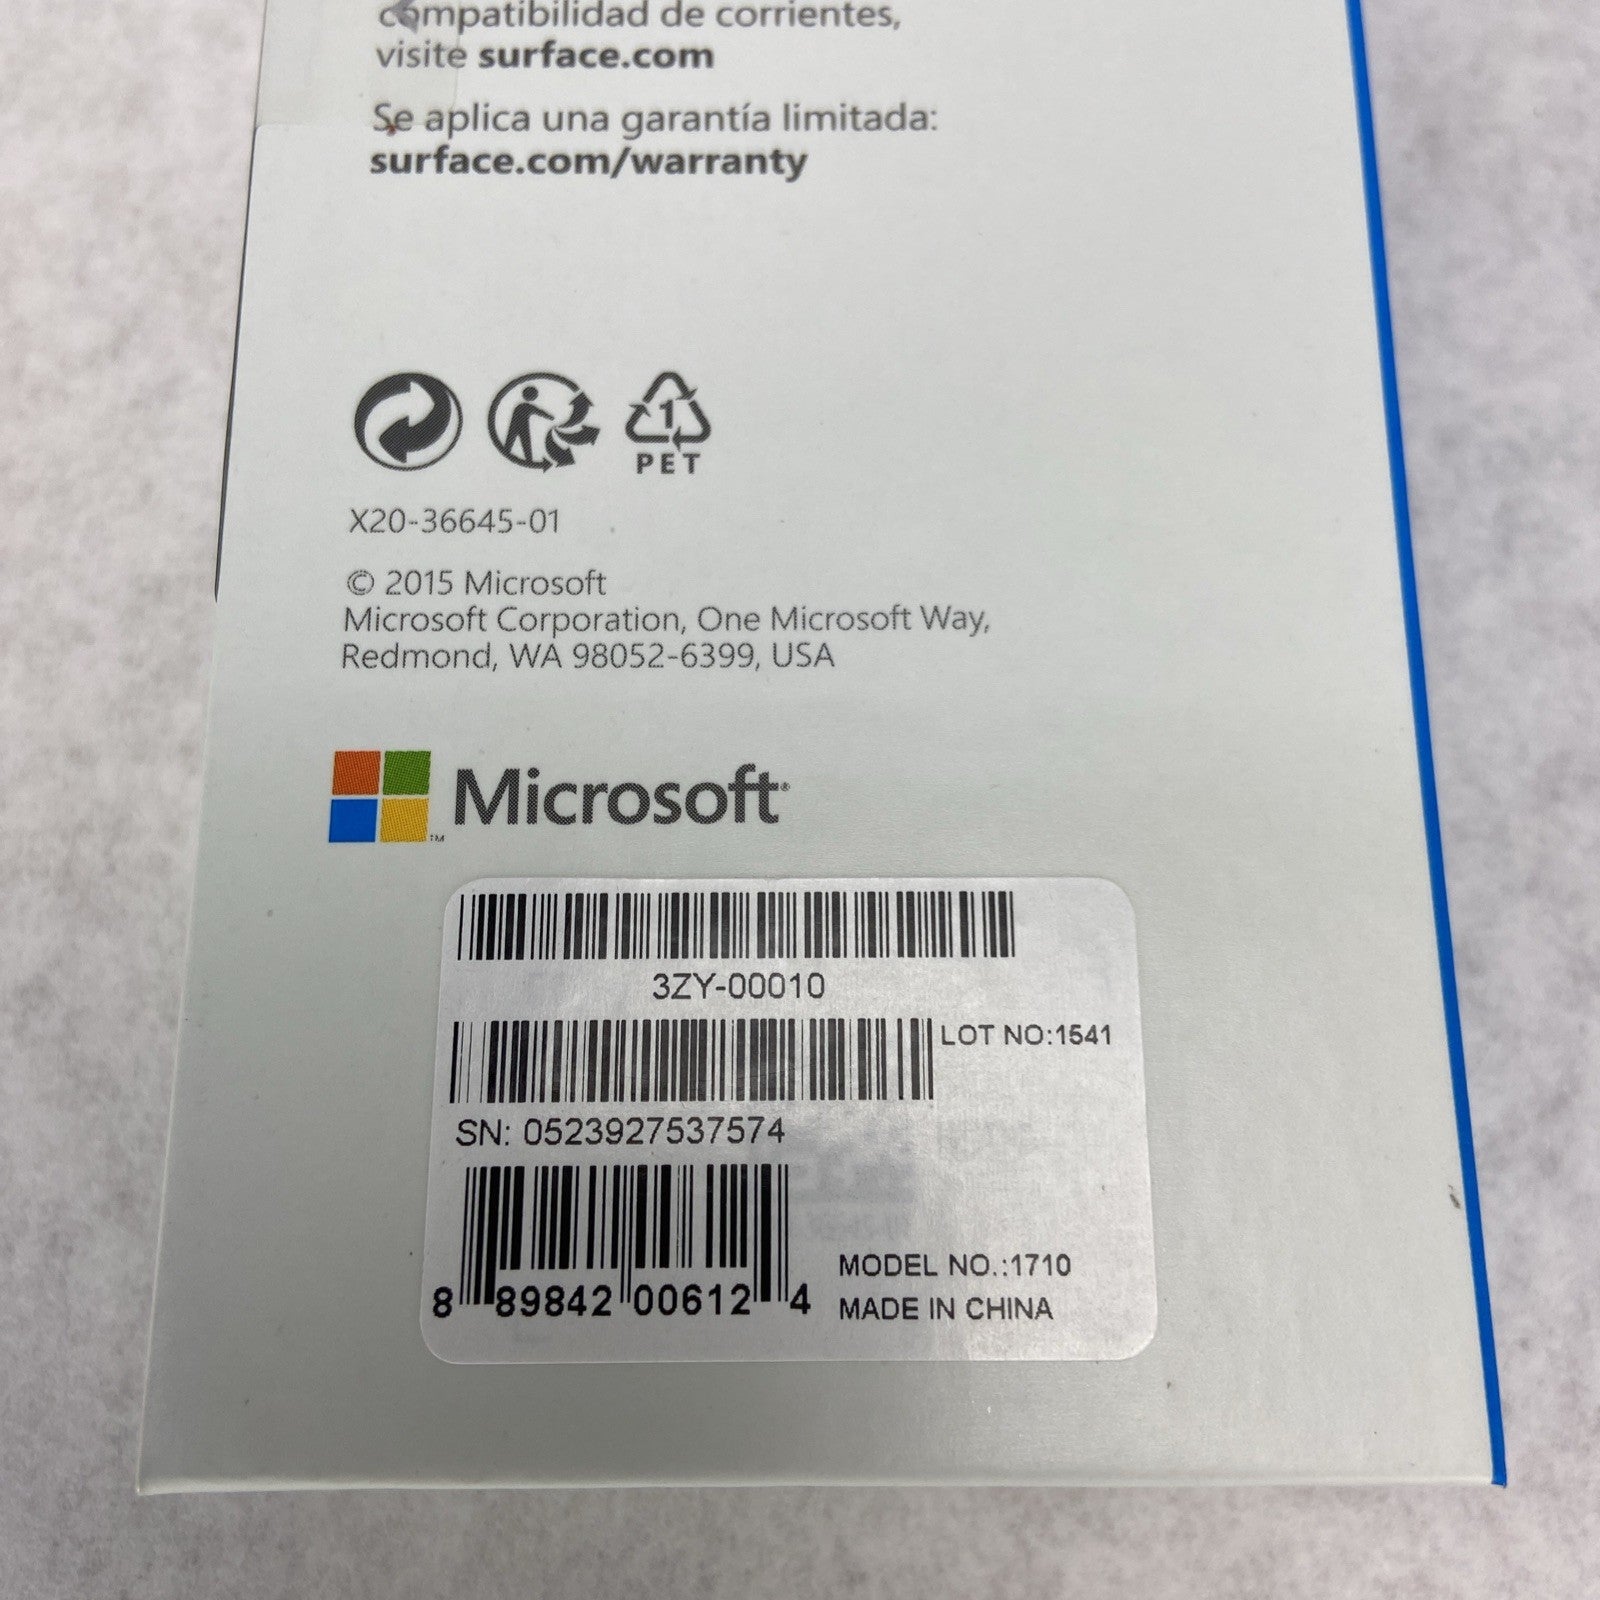 compatibilidad de corrientes,
visite surface.com
Se aplica una garantía limitada:
surface.com/warranty
1
PET
X20-36645-01
© 2015 Microsoft
Microsoft Corporation, One Microsoft Way,
Redmond, WA 98052-6399, USA
Microsoft
TM
3ZY-00010
LOT NO:1541
SN: 0523927537574
8 89842 00612 4
MODEL NO.:1710
MADE IN CHINA